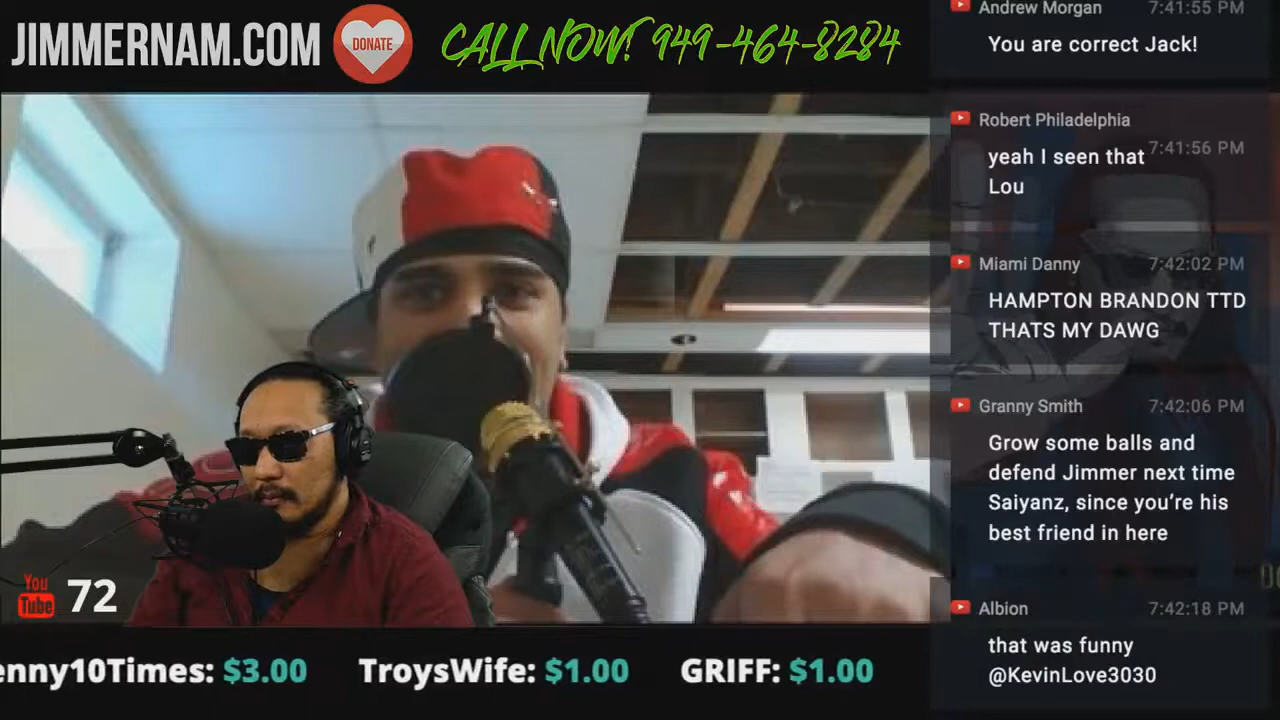 JIMMERNAM.COM
DONATE
CALL NOW! 949-464-8284
Andrew Morgan 7:41:55 PM
You are correct Jack!
Robert Philadelphia
7:41:56 PM
yeah I seen that
Lou
Miami Danny 7:42:02 PM
HAMPTON BRANDON TTD
THATS MY DAWG
Granny Smith 7:42:06 PM
Grow some balls and
defend Jimmer next time
Saiyanz, since you’re his
best friend in here
Albion 7:42:18 PM
that was funny
@KevinLove3030
You
Tube
72
enny10Times: $3.00 TroysWife: $1.00 GRIFF: $1.00